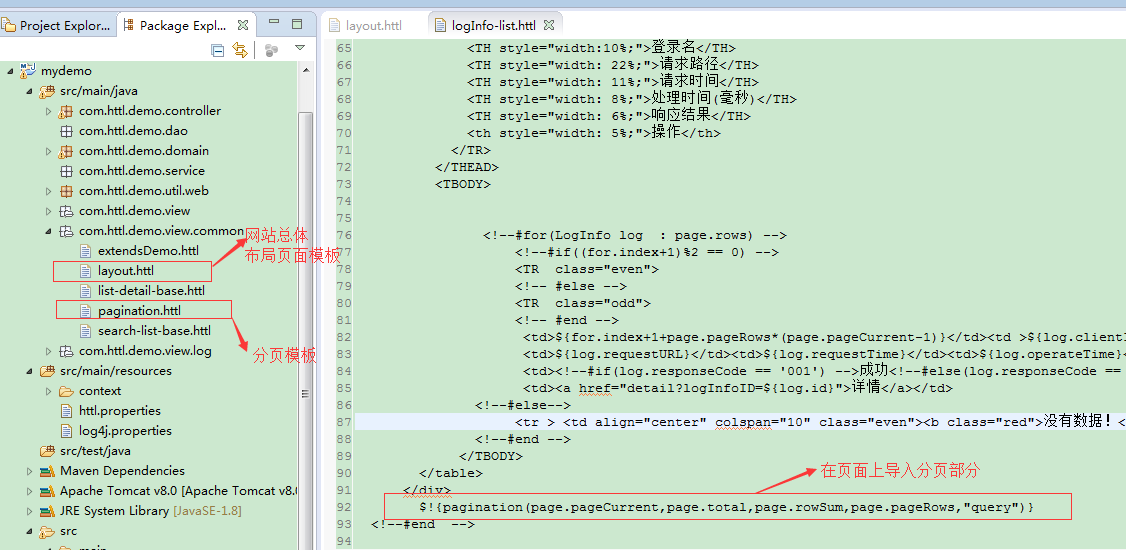 Project Explor...
Package Expl...
layout.httl
logInfo-list.httl
mydemo
src/main/java
com.httl.demo.controller
com.httl.demo.dao
com.httl.demo.domain
com.httl.demo.service
com.httl.demo.util.web
com.httl.demo.view
com.httl.demo.view.common
extendsDemo.httl
layout.httl
list-detail-base.httl
pagination.httl
search-list-base.httl
com.httl.demo.view.log
src/main/resources
context
httl.properties
log4j.properties
src/test/java
Maven Dependencies
Apache Tomcat v8.0 [Apache Tomcat v8.0
JRE System Library [JavaSE-1.8]
src
main
网站总体
布局页面模板
分页模板
65 <TH style="width:10%;">登录名</TH>
66 <TH style="width: 22%;">请求路径</TH>
67 <TH style="width: 11%;">请求时间</TH>
68 <TH style="width: 8%;">处理时间(毫秒)</TH>
69 <TH style="width: 6%;">响应结果</TH>
70 <th style="width: 5%;">操作</th>
71 </TR>
72 </THEAD>
73 <TBODY>
74
75
76 <!--#for(LogInfo log  : page.rows) -->
77 <!--#if((for.index+1)%2 == 0) -->
78 <TR  class="even">
79 <!-- #else -->
80 <TR  class="odd">
81 <!-- #end -->
82 <td>${for.index+1+page.pageRows*(page.pageCurrent-1)}</td><td >${log.client
83 <td>${log.requestURL}</td><td>${log.requestTime}</td><td>${log.operateTime}<
84 <td><!--#if(log.responseCode == '001') -->成功<!--#else(log.responseCode ==
85 <td><a href="detail?logInfoID=${log.id}">详情</a></td>
86 <!--#else-->
87 <tr > <td align="center" colspan="10" class="even"><b class="red">没有数据！<
88 <!--#end -->
89 </TBODY>
90 </table>
91 </div>
92 $!{pagination(page.pageCurrent,page.total,page.rowSum,page.pageRows,"query")}
93 <!--#end  -->
94
在页面上导入分页部分